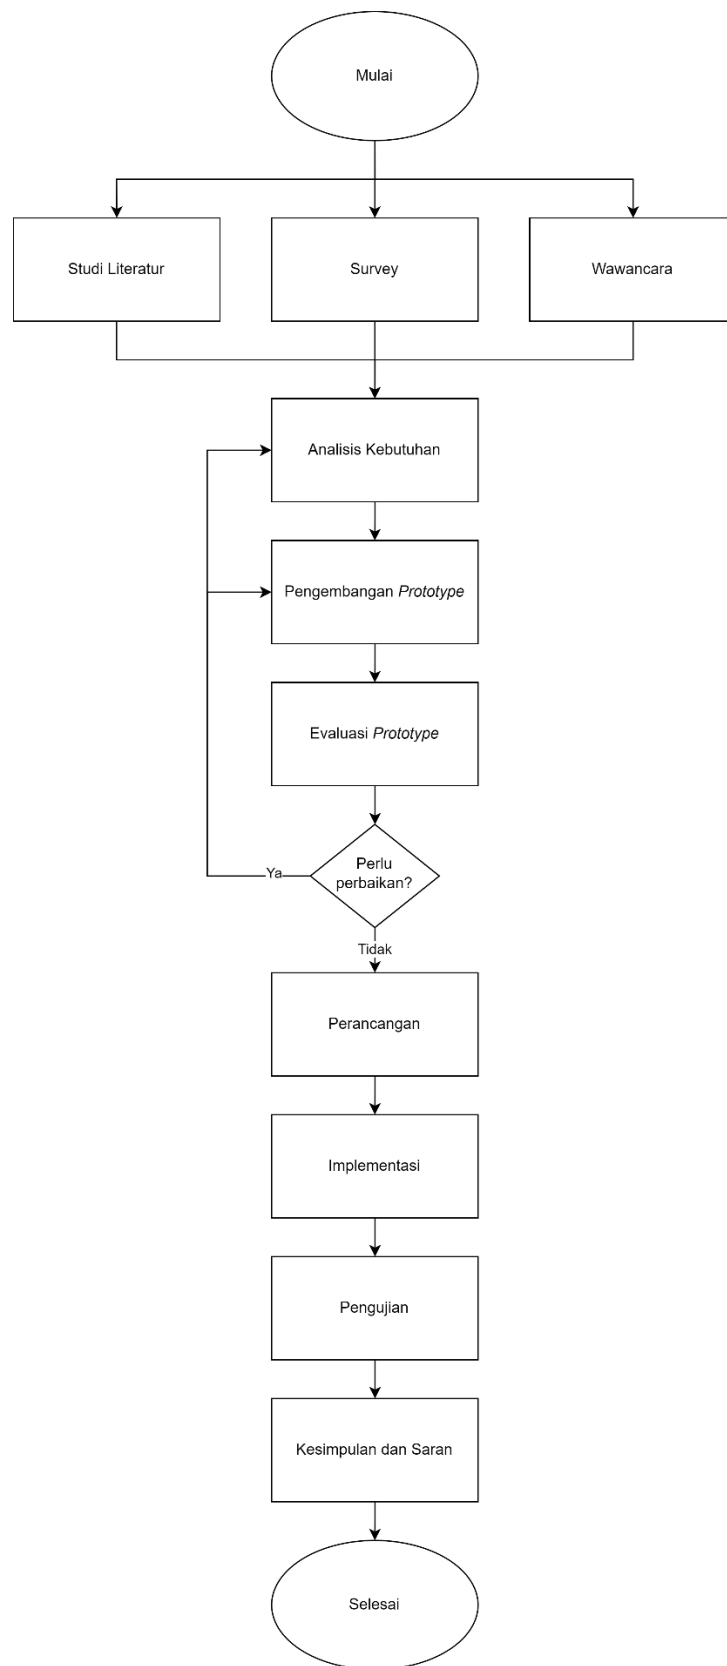 Mulai
Studi Literatur
Survey
Wawancara
Analisis Kebutuhan
Pengembangan Prototype
Evaluasi Prototype
Perlu
perbaikan?
Ya
Tidak
Perancangan
Implementasi
Pengujian
Kesimpulan dan Saran
Selesai